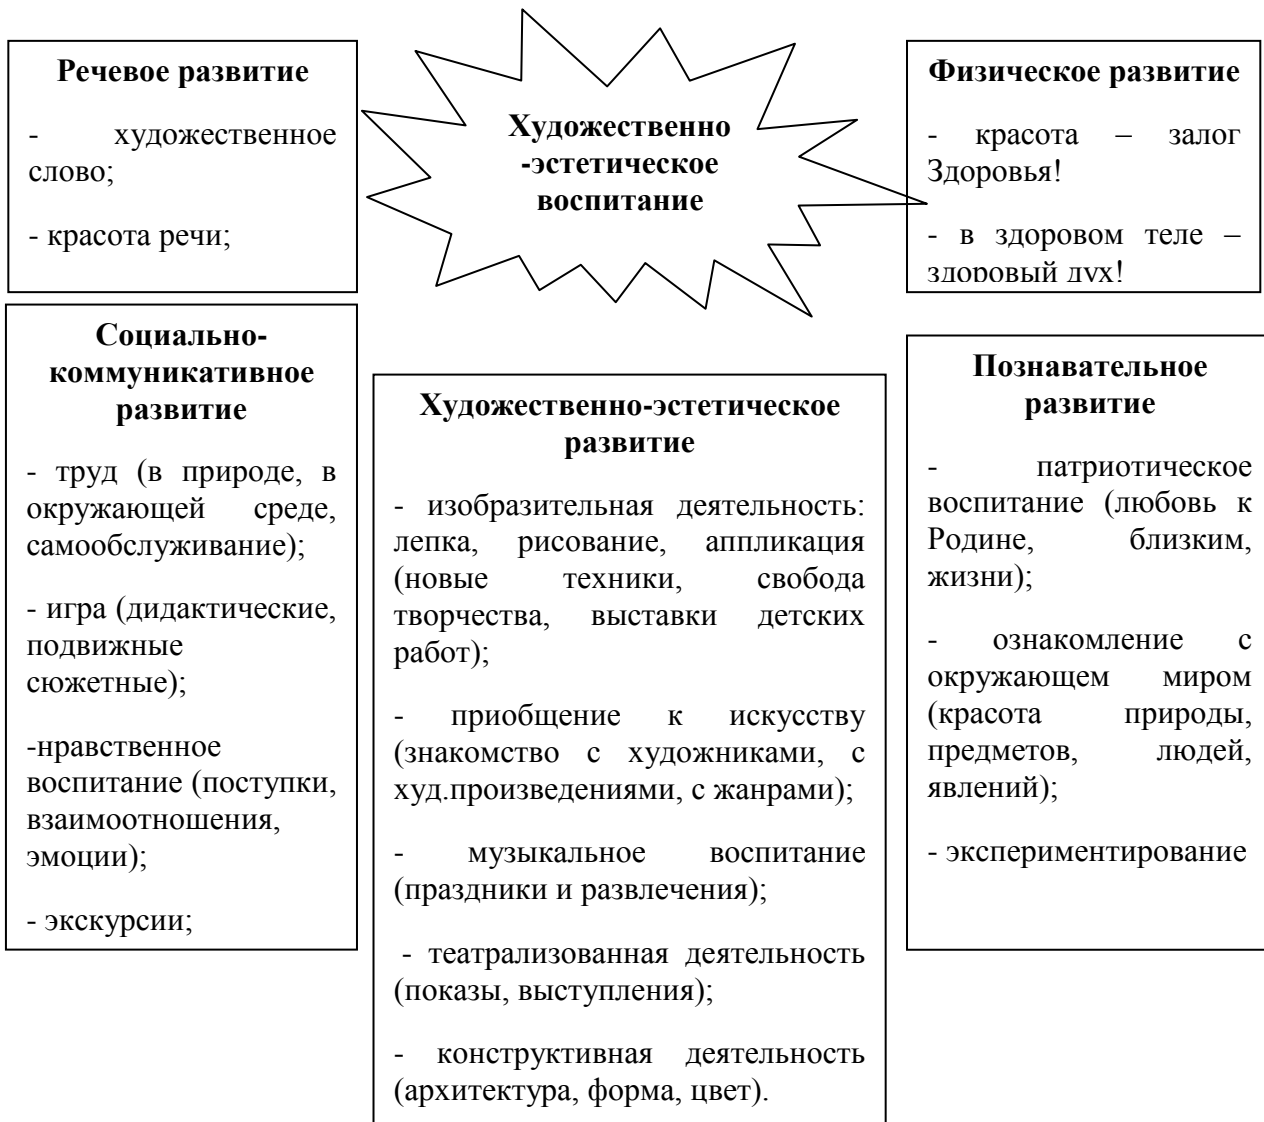 Речевое развитие
- художественное
слово;
- красота речи;
Художественно
-эстетическое
воспитание
Физическое развитие
- красота – залог
Здоровья!
- в здоровом теле –
здоровый дух!
Социально-
коммуникативное
развитие
- труд (в природе, в
окружающей среде,
самообслуживание);
- игра (дидактические,
подвижные
сюжетные);
-нравственное
воспитание (поступки,
взаимоотношения,
эмоции);
- экскурсии;
Художественно-эстетическое
развитие
- изобразительная деятельность:
лепка, рисование, аппликация
(новые техники, свобода
творчества, выставки детских
работ);
- приобщение к искусству
(знакомство с художниками, с
худ.произведениями, с жанрами);
- музыкальное воспитание
(праздники и развлечения);
- театрализованная деятельность
(показы, выступления);
- конструктивная деятельность
(архитектура, форма, цвет).
Познавательное
развитие
- патриотическое
воспитание (любовь к
Родине, близким,
жизни);
- ознакомление с
окружающем миром
(красота природы,
предметов, людей,
явлений);
- экспериментирование